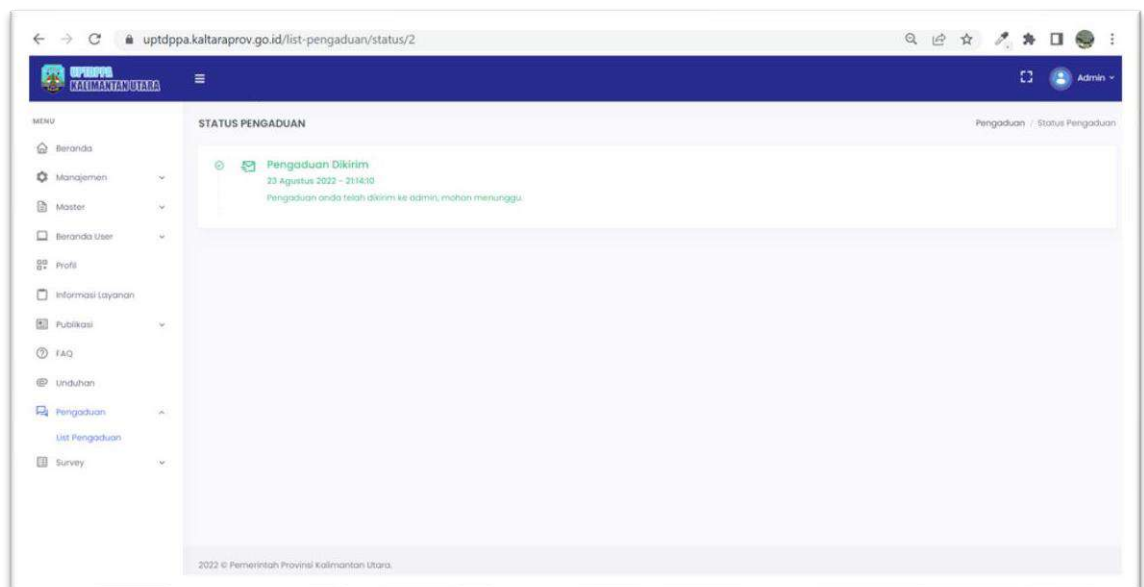 uptdppa.kaltaraprov.go.id/list-pengaduan/status/2
UPTDPPA
KALIMANTAN UTARA
Admin
MENU
Beranda
Manajemen
Master
Beranda User
Profil
Informasi Layanan
Publikasi
FAQ
Unduhan
Pengaduan
List Pengaduan
Survey
STATUS PENGADUAN
Pengaduan / Status Pengaduan
Pengaduan Dikirim
23 Agustus 2022 - 21:14:10
Pengaduan anda telah dikirim ke admin, mohon menunggu.
2022 © Pemerintah Provinsi Kalimantan Utara.